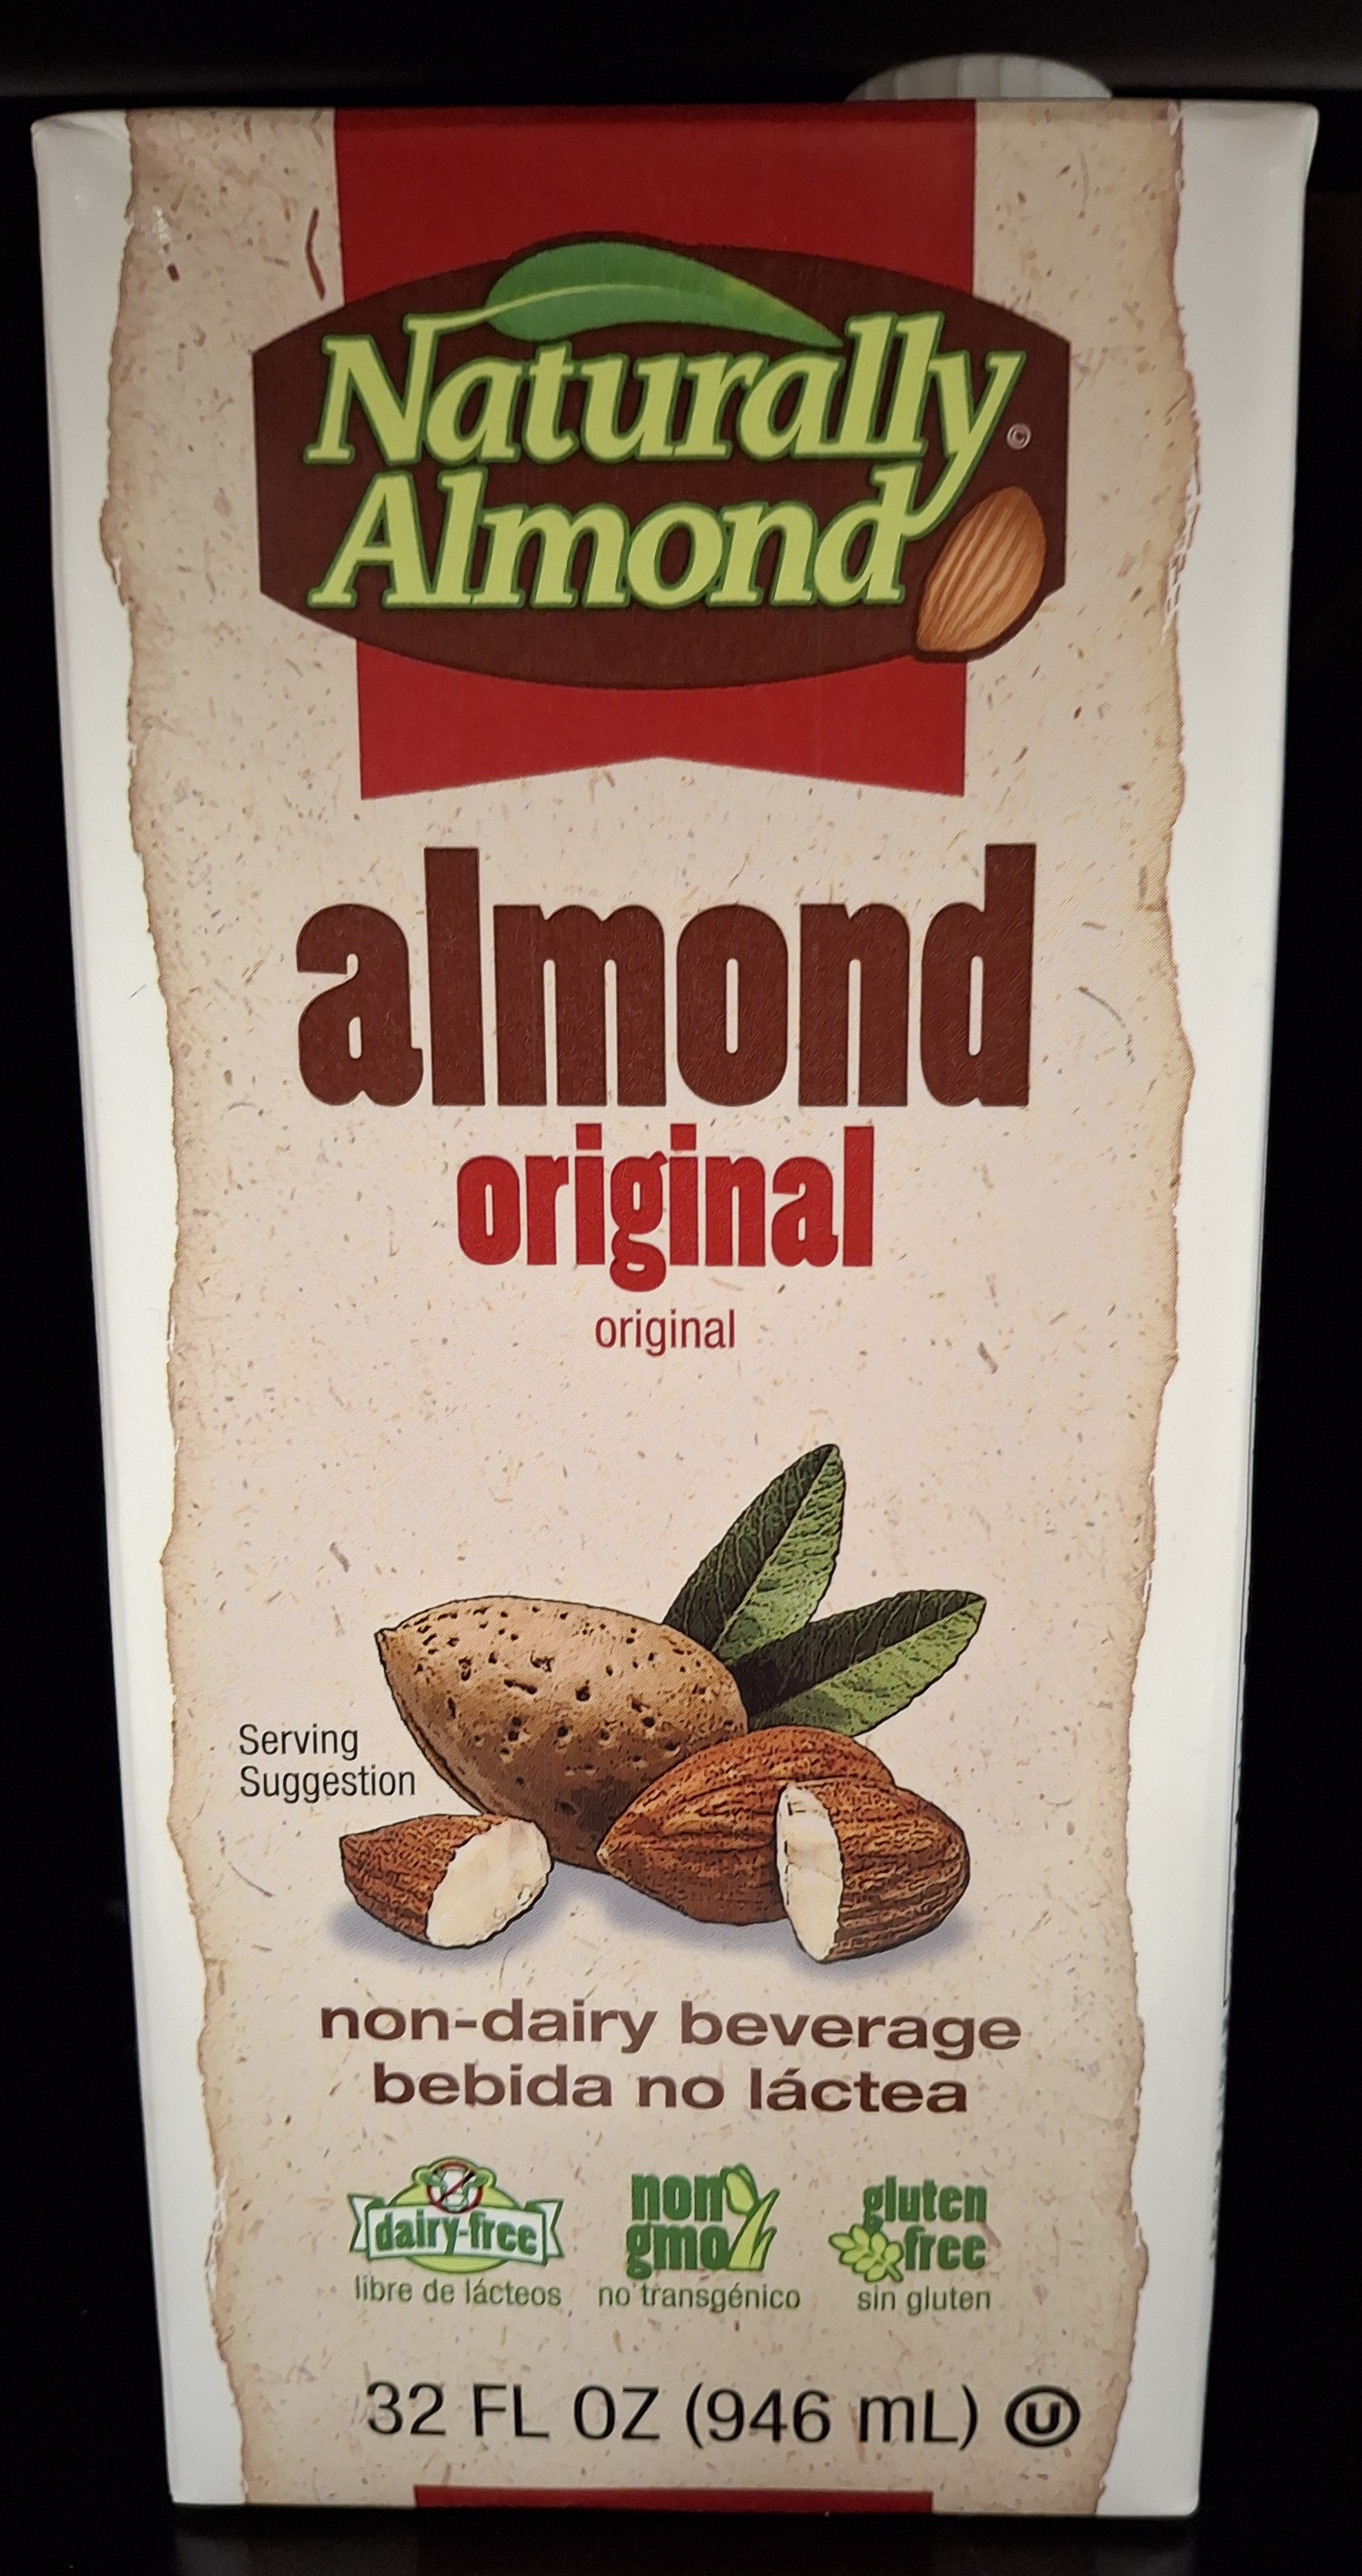 Naturally
Almond
©
almond
original
original
Serving
Suggestion
non-dairy beverage
bebida no láctea
dairy-free
libre de lácteos
non
gmo
no transgénico
gluten
free
sin gluten
32 FL OZ (946 mL) U